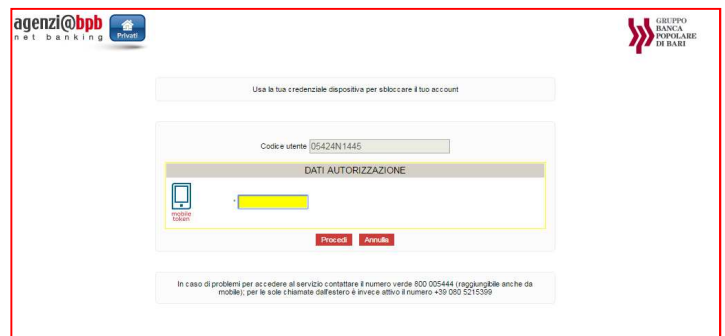 agenzi@bpb
net banking
Privati
GRUPPO
BANCA
POPOLARE
DI BARI
Usa la tua credenziale dispositiva per sbloccare il tuo account
Codice utente 05424N1445
DATI AUTORIZZAZIONE
*
mobile
token
Procedi Annulla
In caso di problemi per accedere al servizio contattare il numero verde 800 005444 (raggiungibile anche da
mobile); per le sole chiamate dall'estero è invece attivo il numero +39 080 5215399